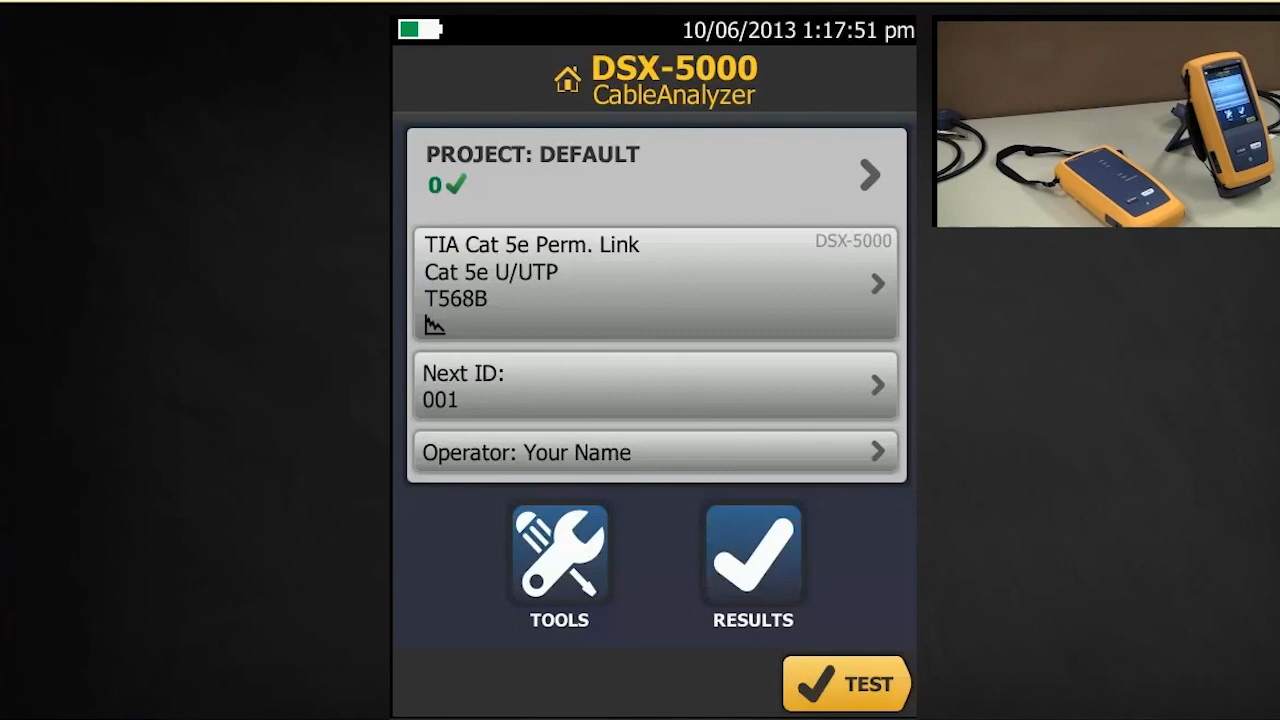 10/06/2013 1:17:51 pm
DSX-5000
CableAnalyzer
PROJECT: DEFAULT
0
TIA Cat 5e Perm. Link
DSX-5000
Cat 5e U/UTP
T568B
Next ID:
001
Operator: Your Name
TOOLS
RESULTS
TEST